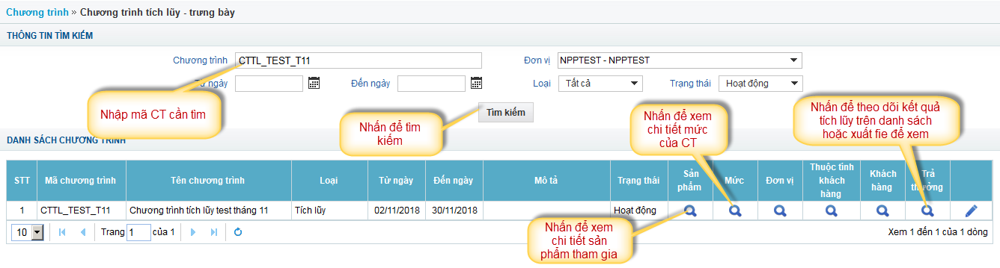 Chương trình » Chương trình tích lũy - trưng bày
THÔNG TIN TÌM KIẾM
Chương trình CTTL_TEST_T11 Đơn vị NPPTEST - NPPTEST
Từ ngày Đến ngày Loại Tất cả Trạng thái Hoạt động
Tìm kiếm
Nhập mã CT cần tìm
Nhấn để tìm
kiếm
Nhấn để xem
chi tiết mức
của CT
Nhấn để theo dõi kết quả
tích lũy trên danh sách
hoặc xuất fie để xem
DANH SÁCH CHƯƠNG TRÌNH
STT Mã chương trình Tên chương trình Loại Từ ngày Đến ngày Mô tả Trạng thái Sản phẩm Mức Đơn vị Thuộc tình khách hàng Khách hàng Trả thưởng
1 CTTL_TEST_T11 Chương trình tích lũy test tháng 11 Tích lũy 02/11/2018 30/11/2018 Hoạt động
10 Trang 1 của 1 Xem 1 đến 1 của 1 dòng
Nhấn để xem
chi tiết sản
phẩm tham gia